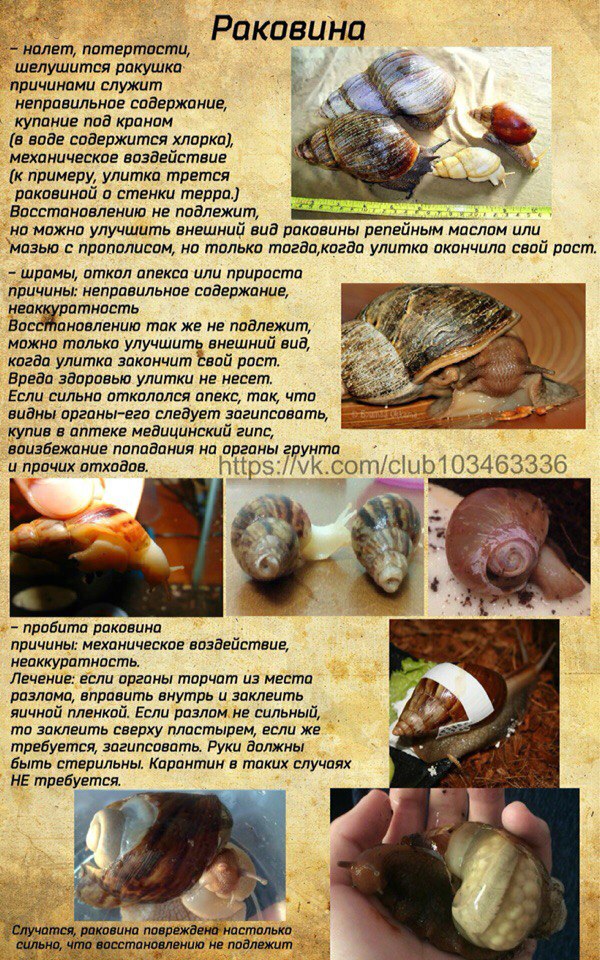 Раковина
- налет, потертости,
шелушится ракушка
причинами служит
неправильное содержание,
купание под краном
(в воде содержится хлорка),
механическое воздействие
(к примеру, улитка трется
раковиной о стенки терра.)
Восстановлению не подлежит,
но можно улучшить внешний вид раковины репейным маслом или
мазью с прополисом, но только тогда,когда улитка окончила свой рост.
- шрамы, откол апекса или прироста
причины: неправильное содержание,
неаккуратность
Восстановлению так же не подлежит,
можно только улучшить внешний вид,
когда улитка закончит свой рост.
Вреда здоровью улитки не несет.
Если сильно откололся апекс, так, что
видны органы-его следует загипсовать,
купив в аптеке медицинский гипс,
воизбежание попадания на органы грунта
и прочих отходов.
https://vk.com/club103463336
- пробита раковина
причины: механическое воздействие,
неаккуратность.
Лечение: если органы торчат из места
разлома, вправить внутрь и заклеить
яичной пленкой. Если разлом не сильный,
то заклеить сверху пластырем, если же
требуется, загипсовать. Руки должны
быть стерильны. Карантин в таких случаях
НЕ требуется.
Случатся, раковина повреждена настолько
сильно, что восстановлению не подлежит